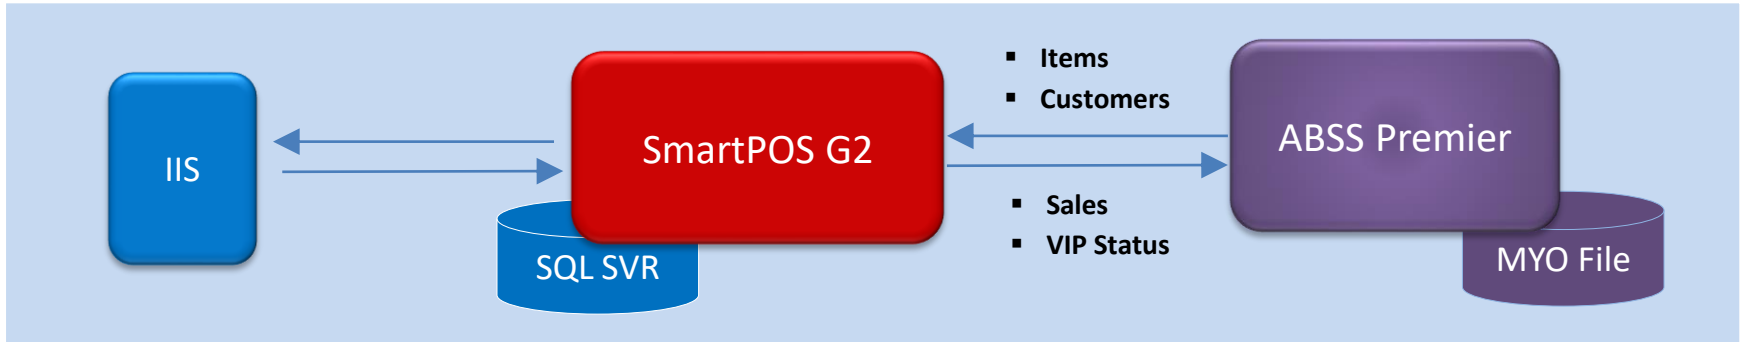 IIS
SmartPOS G2
SQL SVR
▪ Items
▪ Customers
▪ Sales
▪ VIP Status
ABSS Premier
MYO File